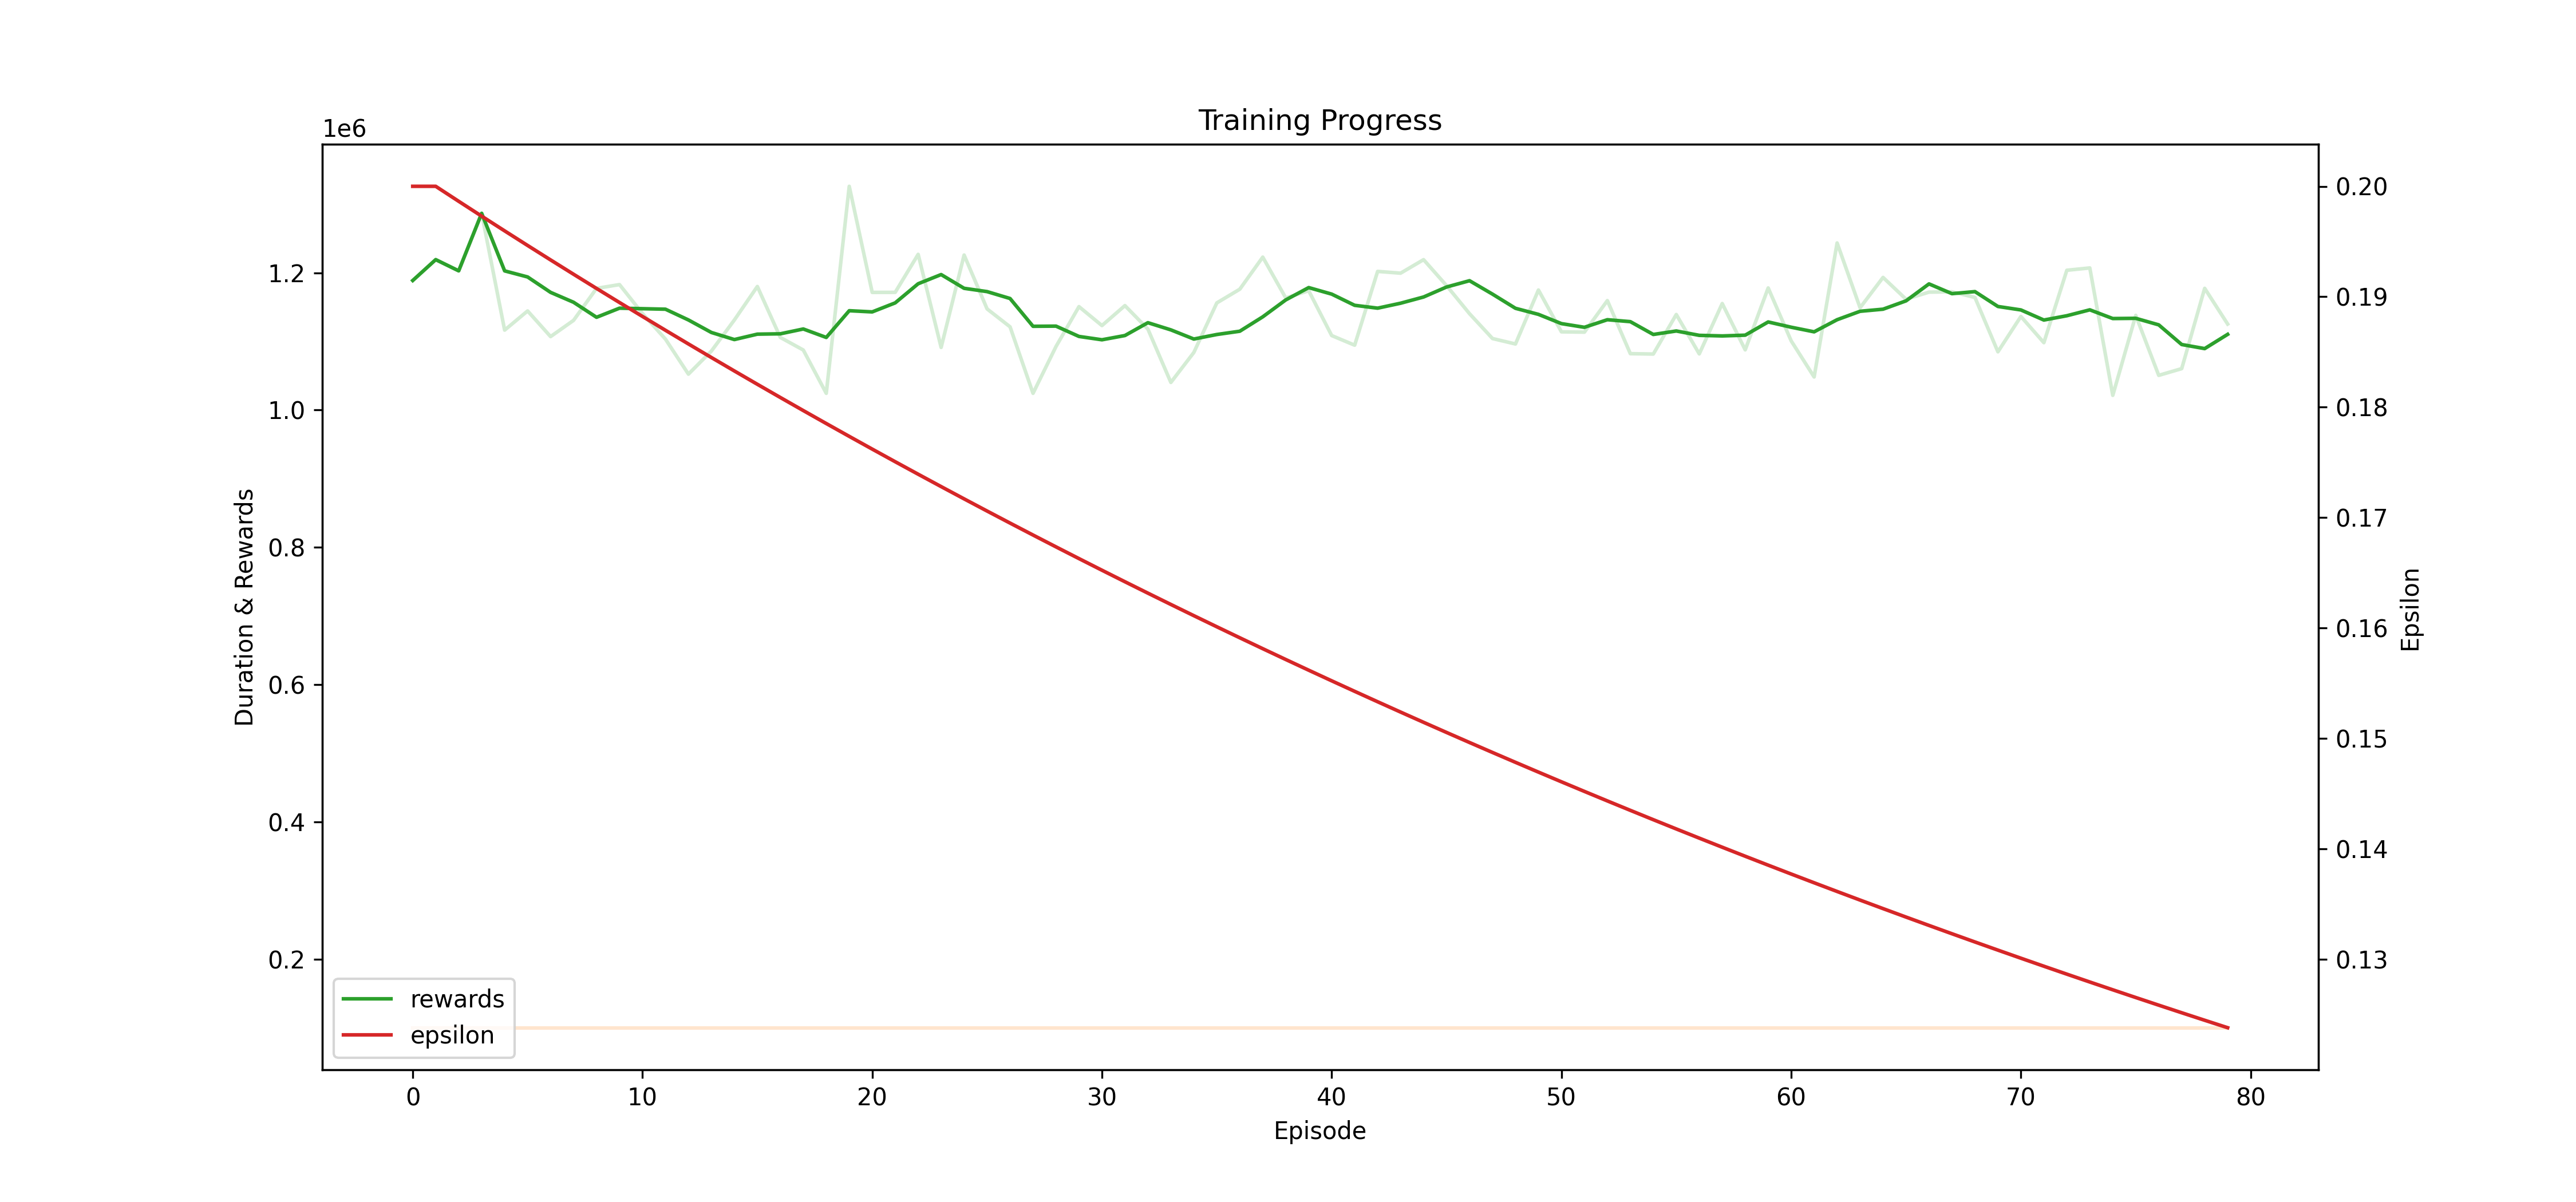 Training Progress
1e6
1.2
1.0
0.8
0.6
0.4
0.2
Duration & Rewards
0.20
0.19
0.18
0.17
0.16
0.15
0.14
0.13
Epsilon
rewards
epsilon
0 10 20 30 40 50 60 70 80
Episode